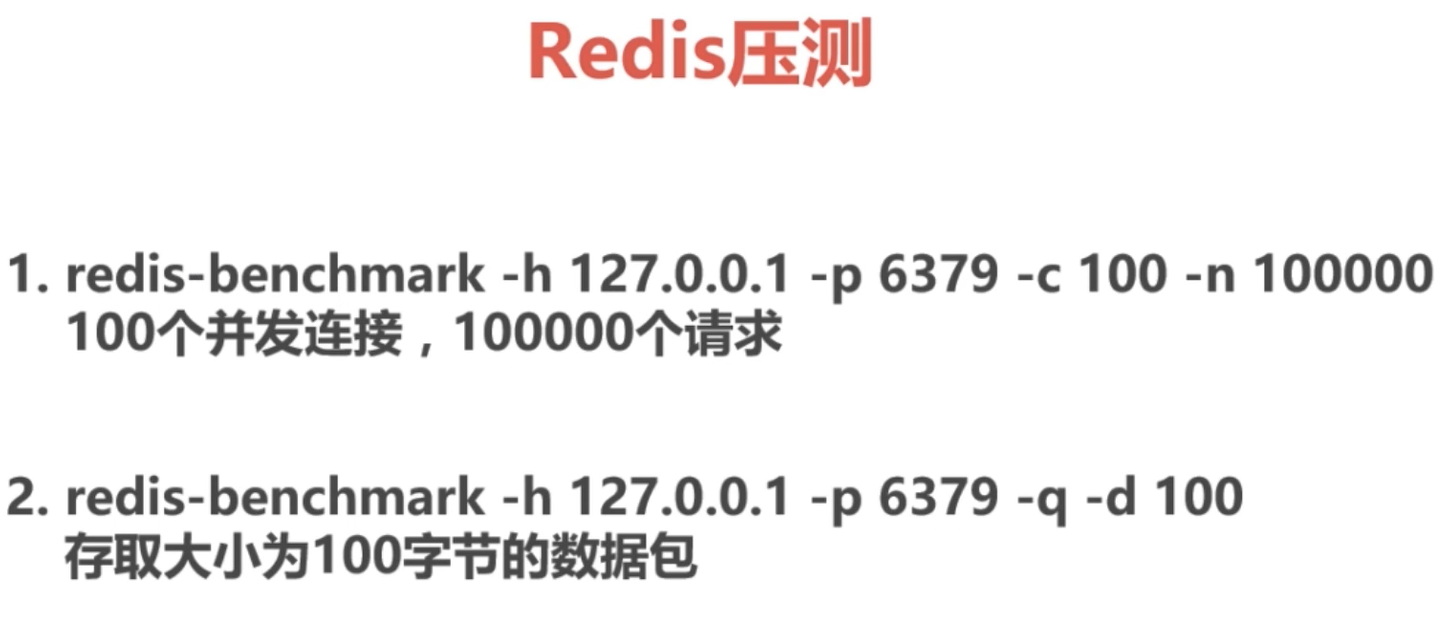 Redis压测
1. redis-benchmark -h 127.0.0.1 -p 6379 -c 100 -n 100000
100个并发连接，100000个请求
2. redis-benchmark -h 127.0.0.1 -p 6379 -q -d 100
存取大小为100字节的数据包